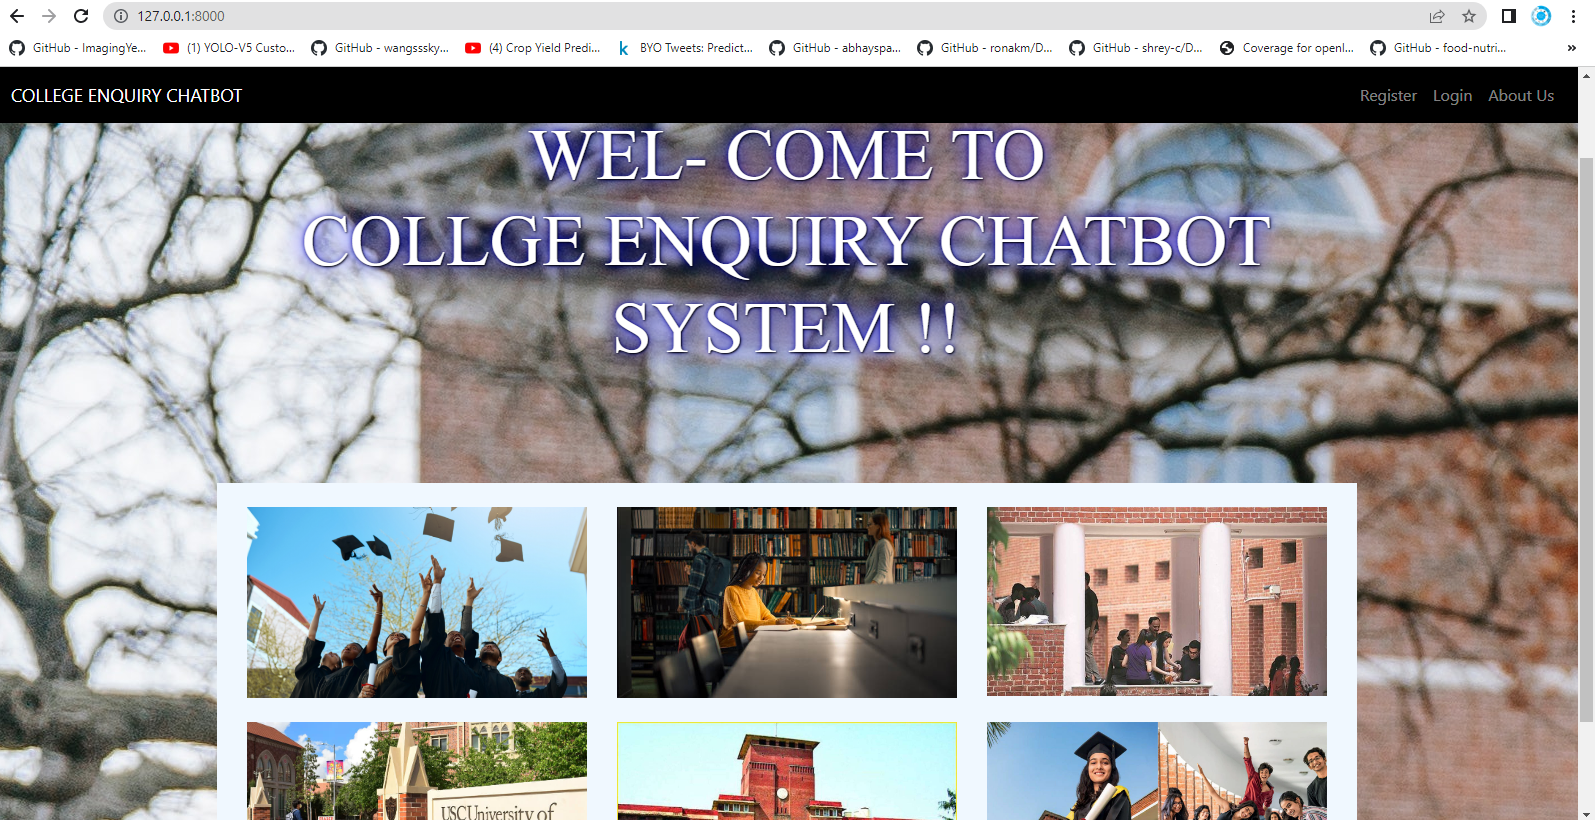 127.0.0.1:8000
GitHub - ImagingYe...
(1) YOLO-V5 Custo...
GitHub - wangsssky...
(4) Crop Yield Predi...
BYO Tweets: Predict...
GitHub - abhayspa...
GitHub - ronakm/D...
GitHub - shrey-c/D...
Coverage for openl...
GitHub - food-nutri...
»
COLLEGE ENQUIRY CHATBOT
Register Login About Us
WEL- COME TO
COLLGE ENQUIRY CHATBOT
SYSTEM !!
USC University of